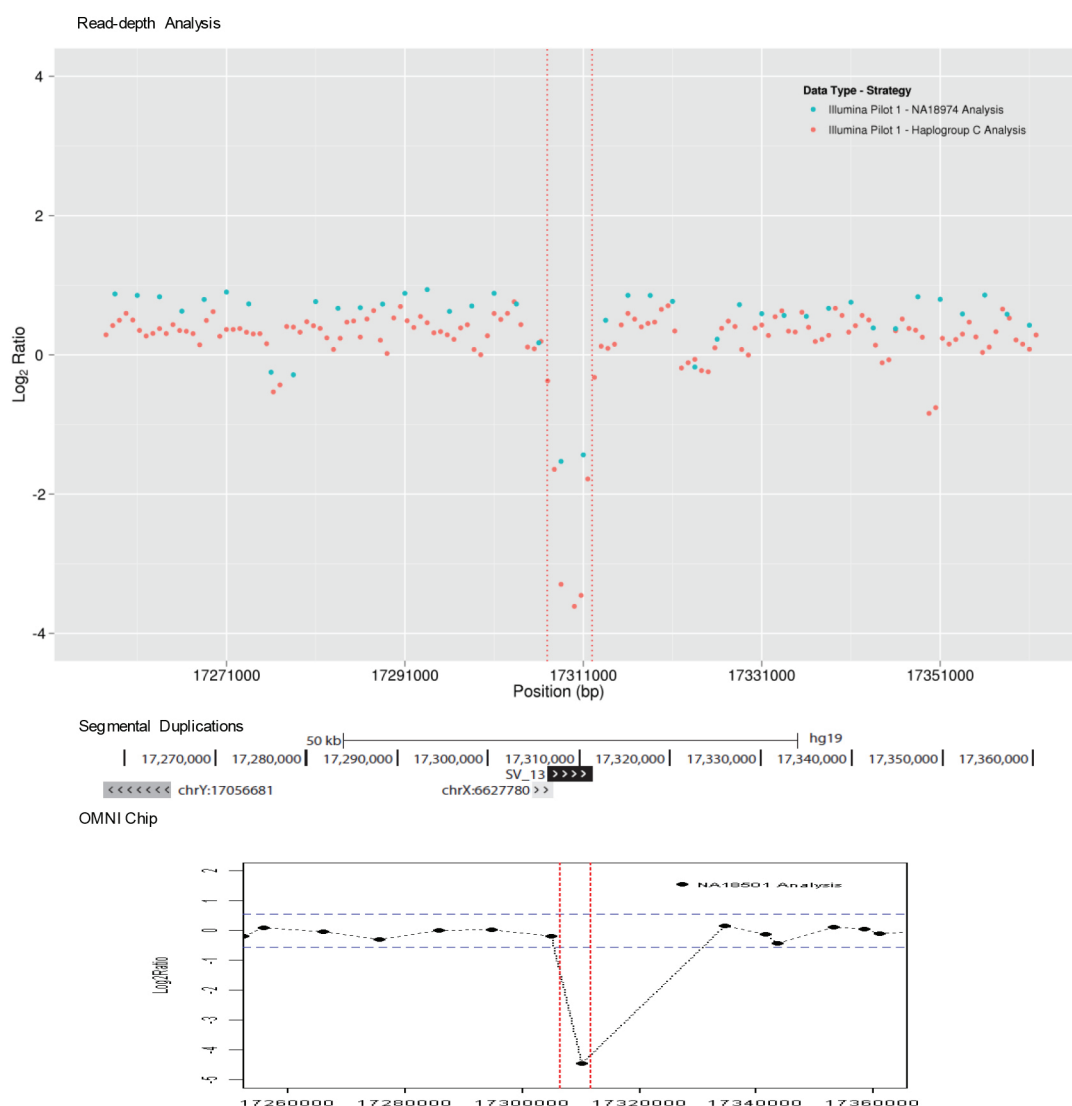 Read-depth Analysis
4
2
0
-2
-4
Log2 Ratio
Data Type - Strategy
Illumina Pilot 1 - NA18974 Analysis
Illumina Pilot 1 - Haplogroup C Analysis
17271000 17291000 17311000 17331000 17351000
Position (bp)
Segmental Duplications
50 kb hg19
17,270,000 17,280,000 17,290,000 17,300,000 17,310,000 17,320,000 17,330,000 17,340,000 17,350,000 17,360,000
SV_13 >>>>
<<<<<<< chrY:17056681 chrX:6627780 >>
OMNI Chip
2
1
0
-1
-2
-3
-4
-5
Log2Ratio
NA18501 Analysis
17260000 17280000 17300000 17320000 17340000 17360000